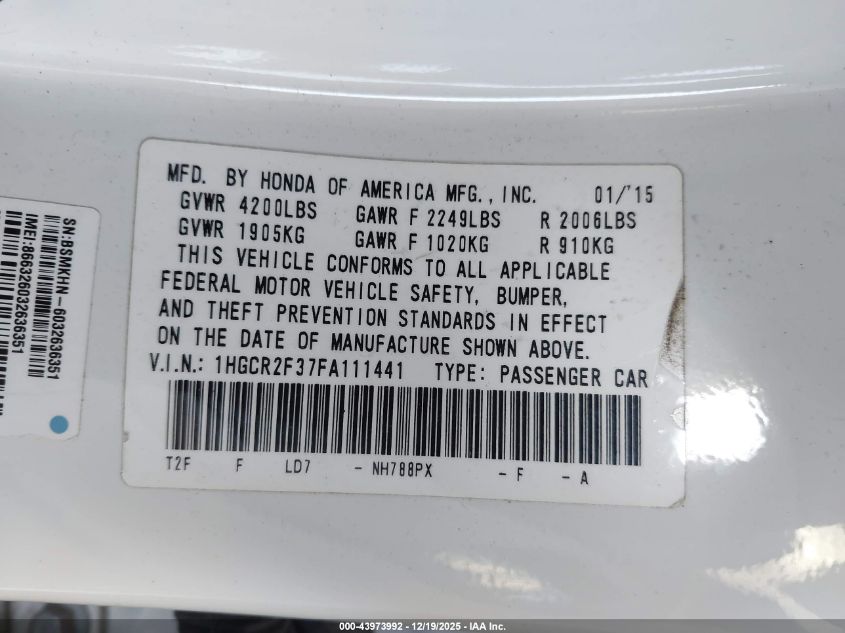 MFD. BY HONDA OF AMERICA MFG., INC. 01/'15
GVWR 4200LBS GAWR F 2249LBS R 2006LBS
GVWR 1905KG GAWR F 1020KG R 910KG
THIS VEHICLE CONFORMS TO ALL APPLICABLE
FEDERAL MOTOR VEHICLE SAFETY, BUMPER,
AND THEFT PREVENTION STANDARDS IN EFFECT
ON THE DATE OF MANUFACTURE SHOWN ABOVE.
V.I.N.: 1HGCR2F37FA111441 TYPE: PASSENGER CAR
T2F F LD7 - NH788PX - F - A
SN:BSMKHN-6032636351
IMEI:866326032636351
000-43973992 - 12/19/2025 - IAA Inc.